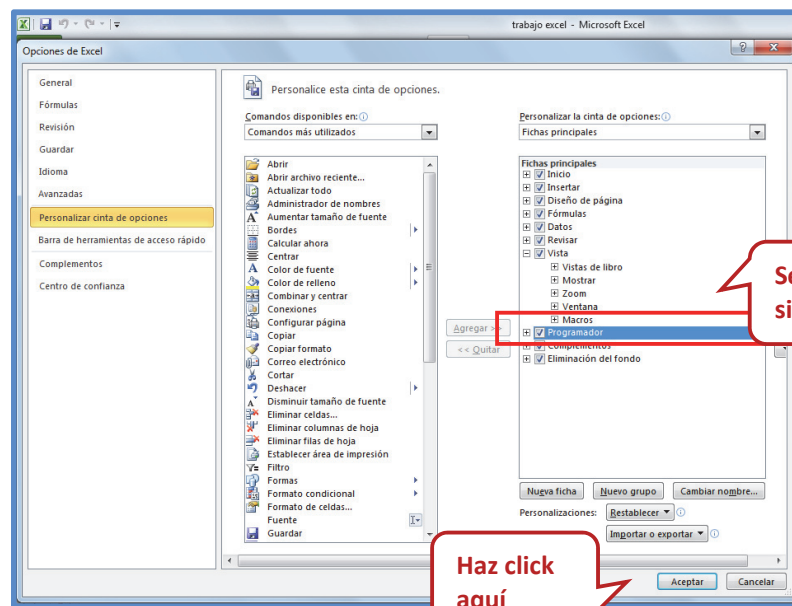 trabajo excel - Microsoft Excel
Opciones de Excel
General
Fórmulas
Revisión
Guardar
Idioma
Avanzadas
Personalizar cinta de opciones
Barra de herramientas de acceso rápido
Complementos
Centro de confianza
Personalice esta cinta de opciones.
Comandos disponibles en:
Comandos más utilizados
Abrir
Abrir archivo reciente...
Actualizar todo
Administrador de nombres
Aumentar tamaño de fuente
Bordes
Calcular ahora
Centrar
Color de fuente
Color de relleno
Combinar y centrar
Conexiones
Configurar página
Copiar
Copiar formato
Correo electrónico
Cortar
Deshacer
Disminuir tamaño de fuente
Eliminar celdas...
Eliminar columnas de hoja
Eliminar filas de hoja
Establecer área de impresión
Filtro
Formas
Formato condicional
Formato de celdas...
Fuente
Guardar
Agregar >>
<< Quitar
Personalizar la cinta de opciones:
Fichas principales
Fichas principales
Inicio
Insertar
Diseño de página
Fórmulas
Datos
Revisar
Vista
Vistas de libro
Mostrar
Zoom
Ventana
Macros
Programador
Complementos
Eliminación del fondo
Nueva ficha
Nuevo grupo
Cambiar nombre...
Personalizaciones:
Restablecer
Importar o exportar
Haz click
aquí
Aceptar
Cancelar